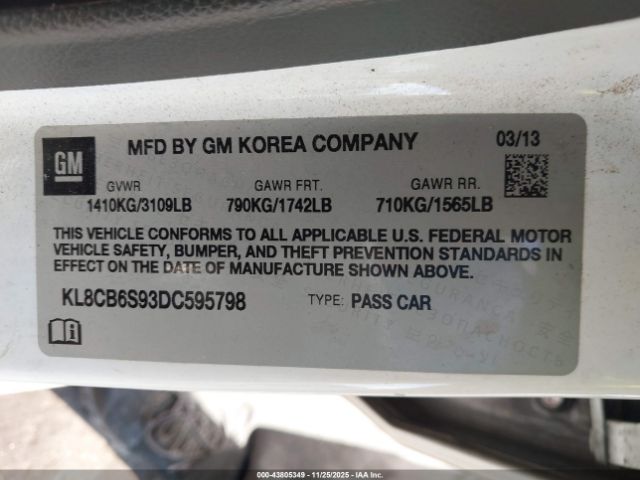 GM
MFD BY GM KOREA COMPANY
03/13
GVWR GAWR FRT. GAWR RR.
1410KG/3109LB 790KG/1742LB 710KG/1565LB
THIS VEHICLE CONFORMS TO ALL APPLICABLE U.S. FEDERAL MOTOR
VEHICLE SAFETY, BUMPER, AND THEFT PREVENTION STANDARDS IN
EFFECT ON THE DATE OF MANUFACTURE SHOWN ABOVE.
KL8CB6S93DC595798 TYPE: PASS CAR
000-43805349 11/25/2025 IAAI.COM